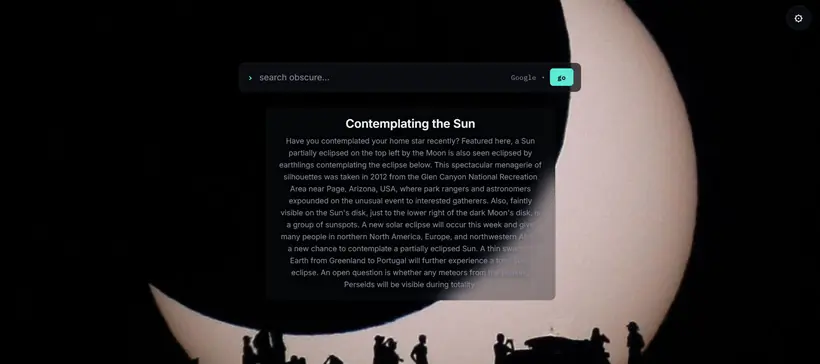 search obscure...
Google
go
Contemplating the Sun
Have you contemplated your home star recently? Featured here, a Sun
partially eclipsed on the top left by the Moon is also seen eclipsed by
earthlings contemplating the eclipse below. This spectacular menagerie of
silhouettes was taken in 2012 from the Glen Canyon National Recreation
Area near Page, Arizona, USA, where park rangers and astronomers
expounded on the unusual event to interested gatherers. Also, faintly
visible on the Sun's disk, just to the lower right of the dark Moon's disk, is
a group of sunspots. A new solar eclipse will occur this week and give
many people in northern North America, Europe, and northwestern
a new chance to contemplate a partially eclipsed Sun. A thin
Earth from Greenland to Portugal will further experience a
eclipse. An open question is whether any meteors from
Perseids will be visible during totality